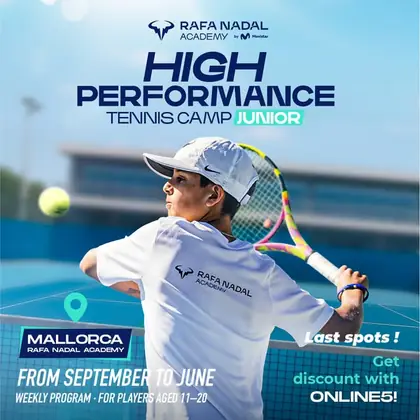 RAFA NADAL
ACADEMY by Movistar
HIGH
PERFORMANCE
TENNIS CAMP JUNIOR
RAFA NADAL
ACADEMY
MALLORCA
RAFA NADAL ACADEMY
Last spots !
Get
discount with
ONLINE5!
FROM SEPTEMBER TO JUNE
WEEKLY PROGRAM - FOR PLAYERS AGED 11–20